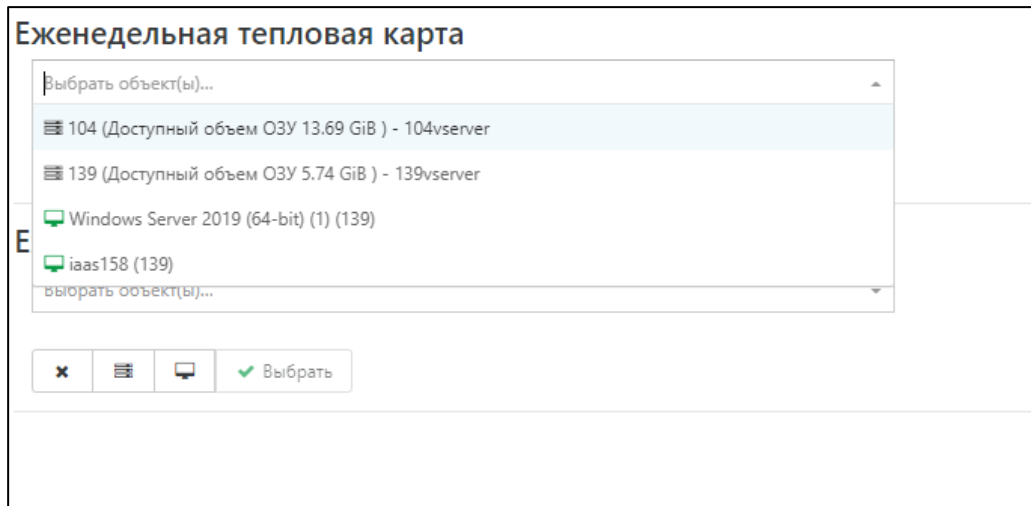 Еженедельная тепловая карта
Выбрать объект(ы)...
104 (Доступный объем ОЗУ 13.69 GiB ) - 104vserver
139 (Доступный объем ОЗУ 5.74 GiB ) - 139vserver
Windows Server 2019 (64-bit) (1) (139)
Е
iaas158 (139)
Выбрать объект(ы)...
Выбрать